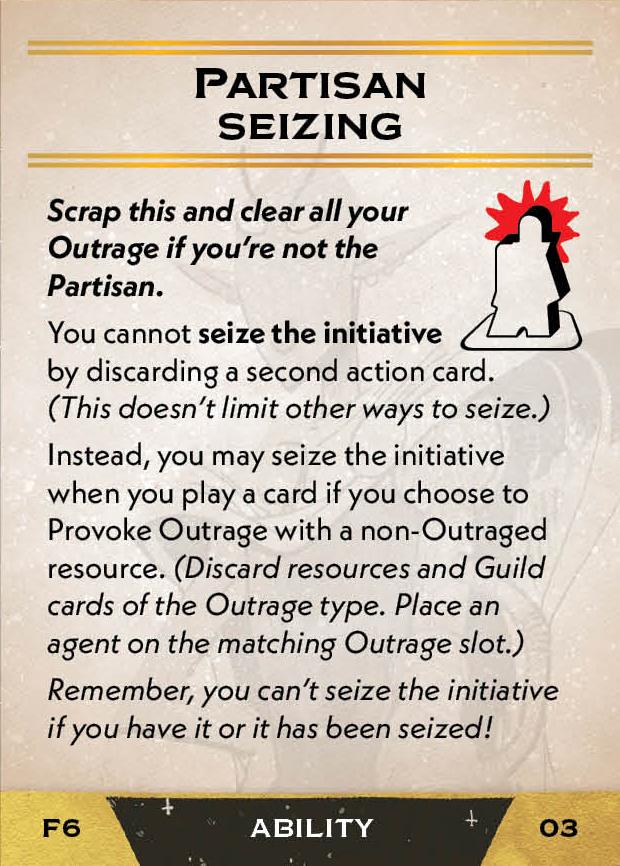 PARTISAN
SEIZING
Scrap this and clear all your
Outrage if you're not the
Partisan.
You cannot seize the initiative
by discarding a second action card.
(This doesn't limit other ways to seize.)
Instead, you may seize the initiative
when you play a card if you choose to
Provoke Outrage with a non-Outraged
resource. (Discard resources and Guild
cards of the Outrage type. Place an
agent on the matching Outrage slot.)
Remember, you can't seize the initiative
if you have it or it has been seized!
F6 ABILITY 03